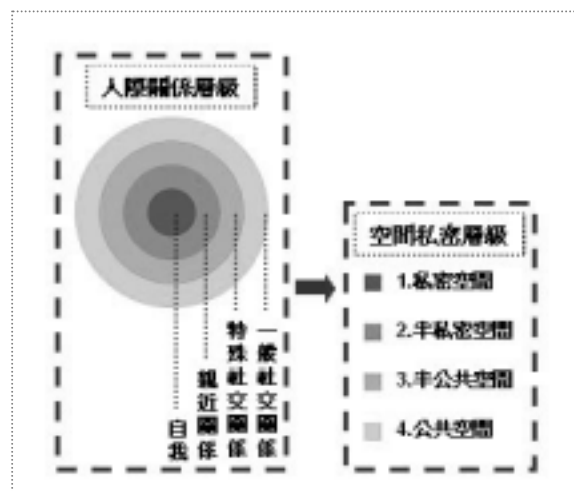 人際關係層級
自我
親近關係
特殊社交關係
一般社交關係
空間私密層級
1.私密空間
2.半私密空間
3.半公共空間
4.公共空間